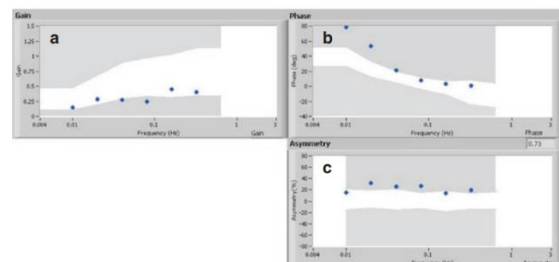 Gain
a
1.5
1.25
1
0.75
0.5
0.25
0
Gain
0.004
0.01
0.1
1
3
Frequency (Hz)
Gain
Phase
b
80
60
40
20
0
-20
-40
Phase (deg)
0.004
0.01
0.1
1
3
Frequency (Hz)
Phase
Asymmetry
0.73
c
80
60
40
20
0
-20
-40
-60
-80
Asymmetry(%)
0.004
0.01
0.1
1
3
Frequency (Hz)